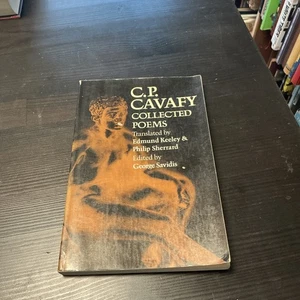 C.P.
CAVAFY
COLLECTED
POEMS
Translated by
Edmund Keeley &
Philip Sherrard
Edited by
George Savidis